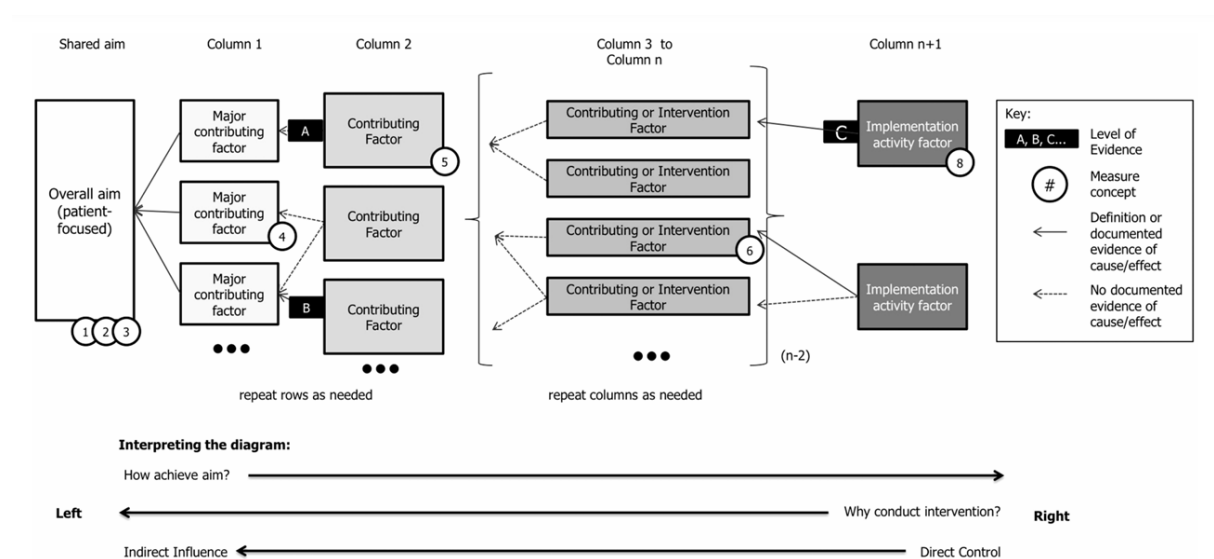 Shared aim
Column 1
Column 2
Column 3 to
Column n
Column n+1
Overall aim
(patient-
focused)
1
2
3
Major
contributing
factor
Major
contributing
factor
4
Major
contributing
factor
A
Contributing
Factor
5
Contributing
Factor
B
Contributing
Factor
repeat rows as needed
Contributing or Intervention
Factor
Contributing or Intervention
Factor
Contributing or Intervention
Factor
6
Contributing or Intervention
Factor
(n-2)
repeat columns as needed
C
Implementation
activity factor
8
Implementation
activity factor
Key:
A, B, C...
Level of
Evidence
#
Measure
concept
Definition or
documented
evidence of
cause/effect
No documented
evidence of
cause/effect
Interpreting the diagram:
How achieve aim?
Left
Why conduct intervention?
Right
Indirect Influence
Direct Control